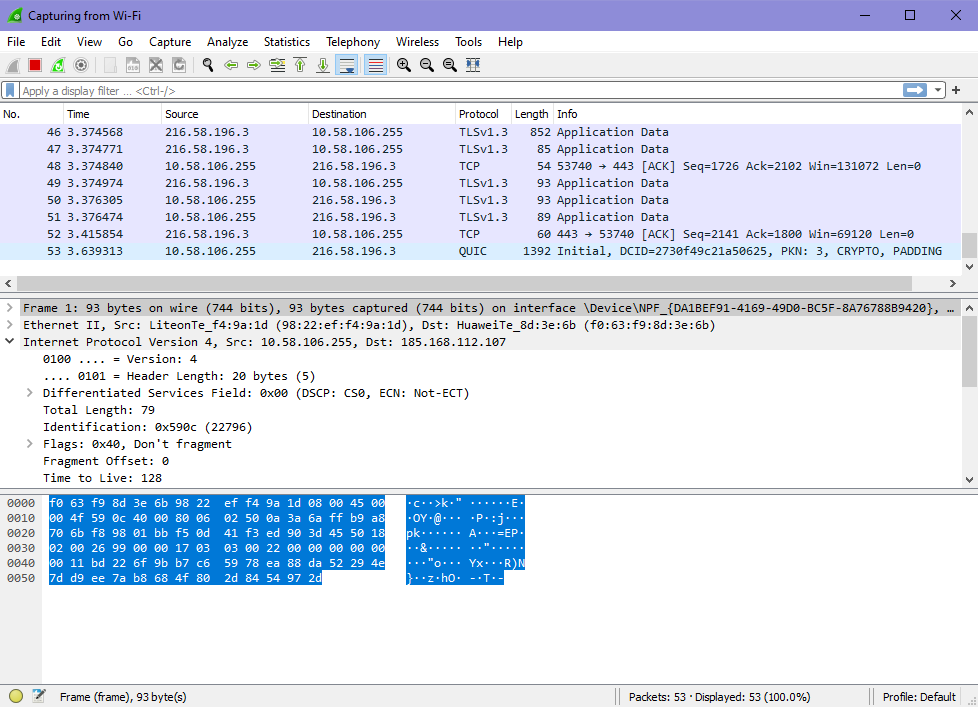 Capturing from Wi-Fi
File Edit View Go Capture Analyze Statistics Telephony Wireless Tools Help
Apply a display filter ... <Ctrl-/>
No. Time Source Destination Protocol Length Info
46 3.374568 216.58.196.3 10.58.106.255 TLSv1.3 852 Application Data
47 3.374771 216.58.196.3 10.58.106.255 TLSv1.3 85 Application Data
48 3.374840 10.58.106.255 216.58.196.3 TCP 54 53740 → 443 [ACK] Seq=1726 Ack=2102 Win=131072 Len=0
49 3.374974 216.58.196.3 10.58.106.255 TLSv1.3 93 Application Data
50 3.376305 10.58.106.255 216.58.196.3 TLSv1.3 93 Application Data
51 3.376474 10.58.106.255 216.58.196.3 TLSv1.3 89 Application Data
52 3.415854 216.58.196.3 10.58.106.255 TCP 60 443 → 53740 [ACK] Seq=2141 Ack=1800 Win=69120 Len=0
53 3.639313 10.58.106.255 216.58.196.3 QUIC 1392 Initial, DCID=2730f49c21a50625, PKN: 3, CRYPTO, PADDING
Frame 1: 93 bytes on wire (744 bits), 93 bytes captured (744 bits) on interface \Device\NPF_{DA1BEF91-4169-49D0-BC5F-8A76788B9420}, …
Ethernet II, Src: LiteonTe_f4:9a:1d (98:22:ef:f4:9a:1d), Dst: HuaweiTe_8d:3e:6b (f0:63:f9:8d:3e:6b)
Internet Protocol Version 4, Src: 10.58.106.255, Dst: 185.168.112.107
0100 .... = Version: 4
.... 0101 = Header Length: 20 bytes (5)
Differentiated Services Field: 0x00 (DSCP: CS0, ECN: Not-ECT)
Total Length: 79
Identification: 0x590c (22796)
Flags: 0x40, Don't fragment
Fragment Offset: 0
Time to Live: 128
0000 f0 63 f9 8d 3e 6b 98 22 ef f4 9a 1d 08 00 45 00 ·c··>k·" ······E·
0010 00 4f 59 0c 40 00 80 06 02 50 0a 3a 6a ff b9 a8 ·OY·@··· ·P·:j···
0020 70 6b f8 98 01 bb f5 0d 41 f3 ed 90 3d 45 50 18 pk······ A···=EP·
0030 02 00 26 99 00 00 17 03 03 00 22 00 00 00 00 00 ··&····· ··"·····
0040 00 11 bd 22 6f 9b b7 c6 59 78 ea 88 da 52 29 4e ···"o··· Yx···R)N
0050 7d d9 ee 7a b8 68 4f 80 2d 84 54 97 2d }··z·hO· -·T·-
Frame (frame), 93 byte(s) Packets: 53 · Displayed: 53 (100.0%) Profile: Default